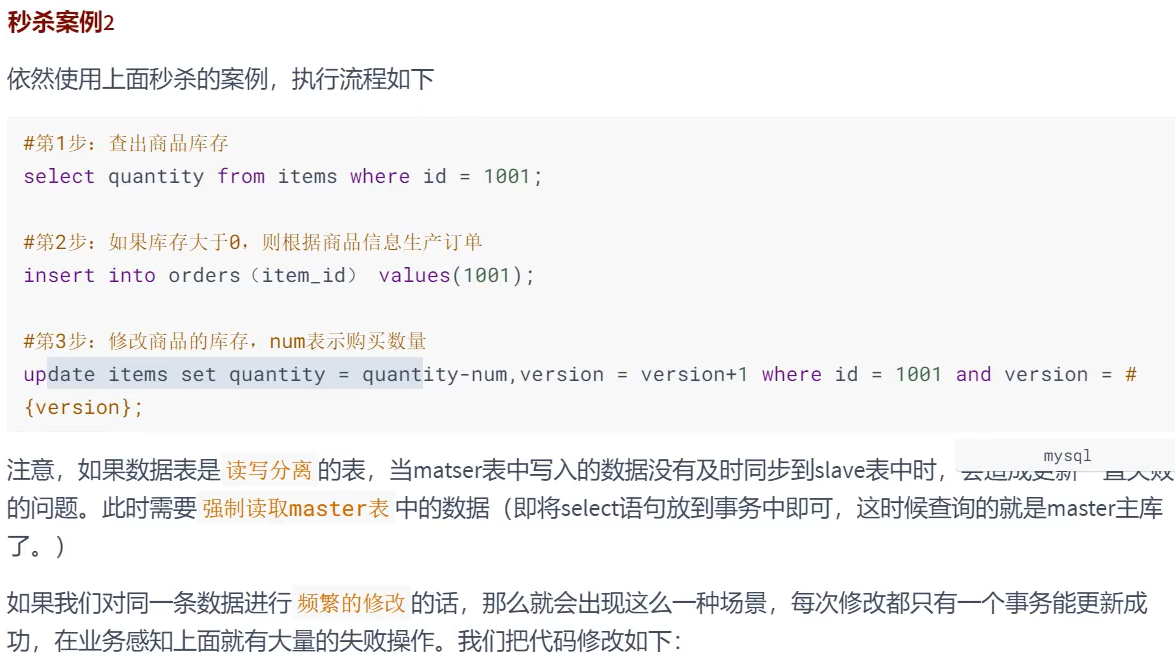 秒杀案例2
依然使用上面秒杀的案例，执行流程如下
#第1步：查出商品库存
select quantity from items where id = 1001;
#第2步：如果库存大于0，则根据商品信息生产订单
insert into orders（item_id） values(1001);
#第3步：修改商品的库存，num表示购买数量
update items set quantity = quantity-num,version = version+1 where id = 1001 and version = #
{version};
mysql
注意，如果数据表是 读写分离 的表，当matser表中写入的数据没有及时同步到slave表中时，会造成更新一直失败
的问题。此时需要 强制读取master表 中的数据（即将select语句放到事务中即可，这时候查询的就是master主库
了。）
如果我们对同一条数据进行 频繁的修改 的话，那么就会出现这么一种场景，每次修改都只有一个事务能更新成
功，在业务感知上面就有大量的失败操作。我们把代码修改如下：